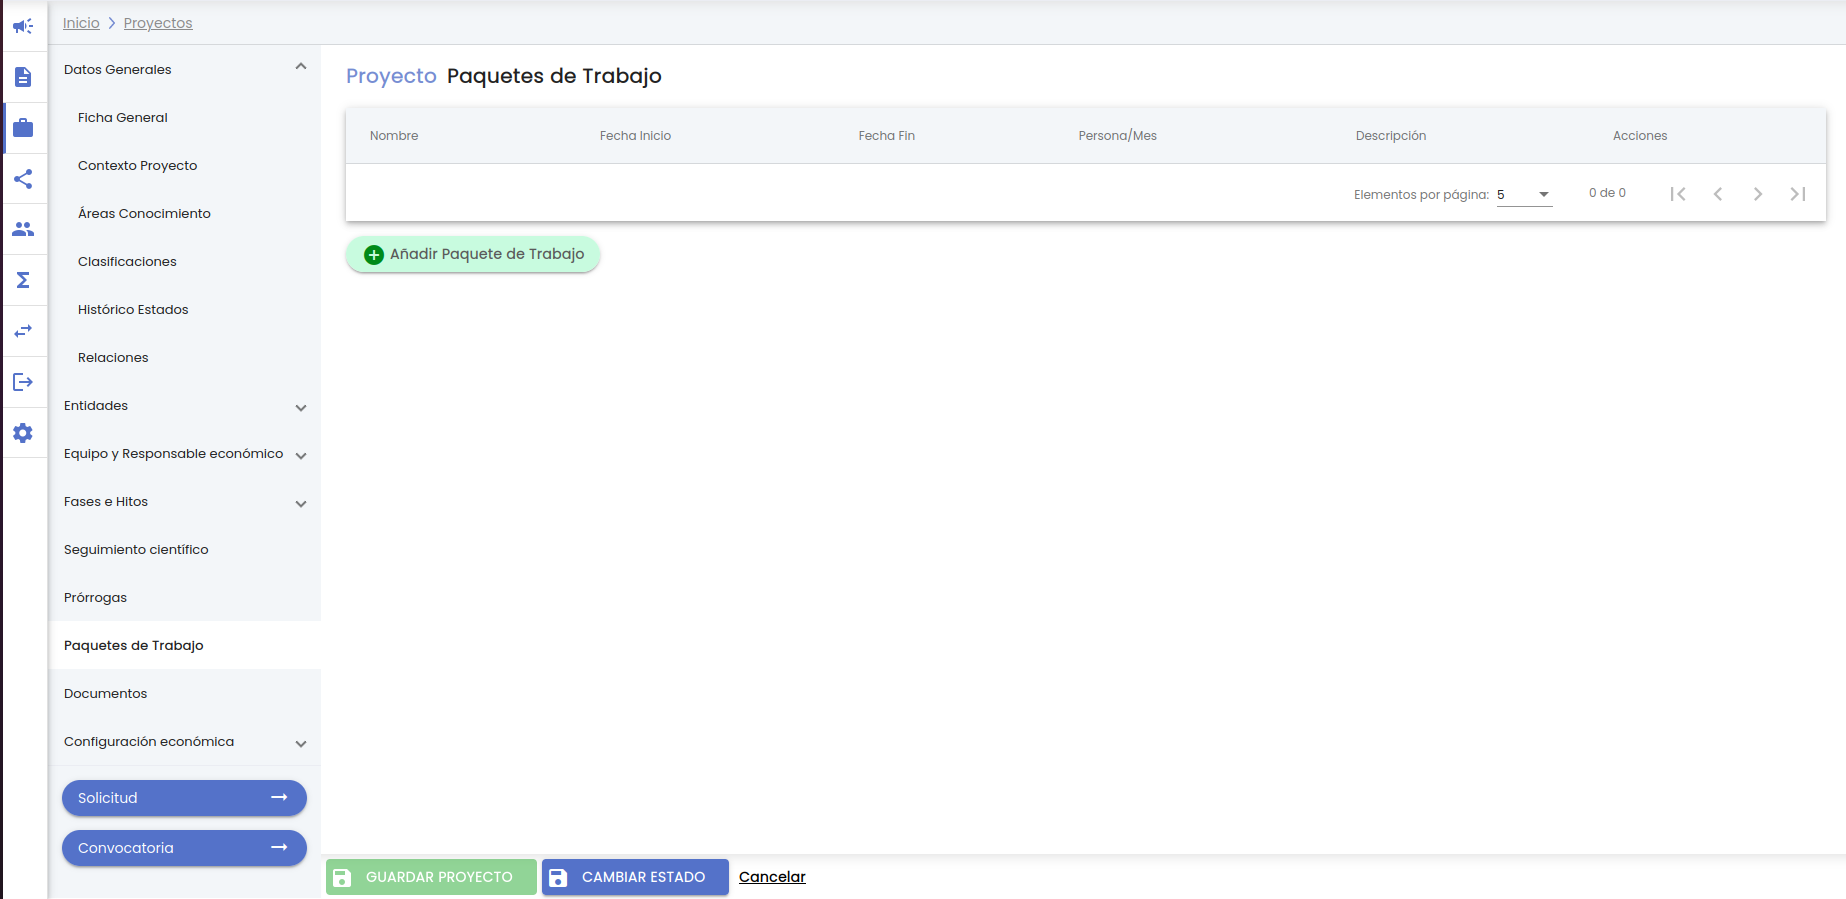 Inicio > Proyectos
Datos Generales
Ficha General
Contexto Proyecto
Áreas Conocimiento
Clasificaciones
Histórico Estados
Relaciones
Entidades
Equipo y Responsable económico
Fases e Hitos
Seguimiento científico
Prórrogas
Paquetes de Trabajo
Documentos
Configuración económica
Solicitud
Convocatoria
Proyecto Paquetes de Trabajo
Nombre Fecha Inicio Fecha Fin Persona/Mes Descripción Acciones
Elementos por página: 5 0 de 0
Añadir Paquete de Trabajo
GUARDAR PROYECTO CAMBIAR ESTADO Cancelar